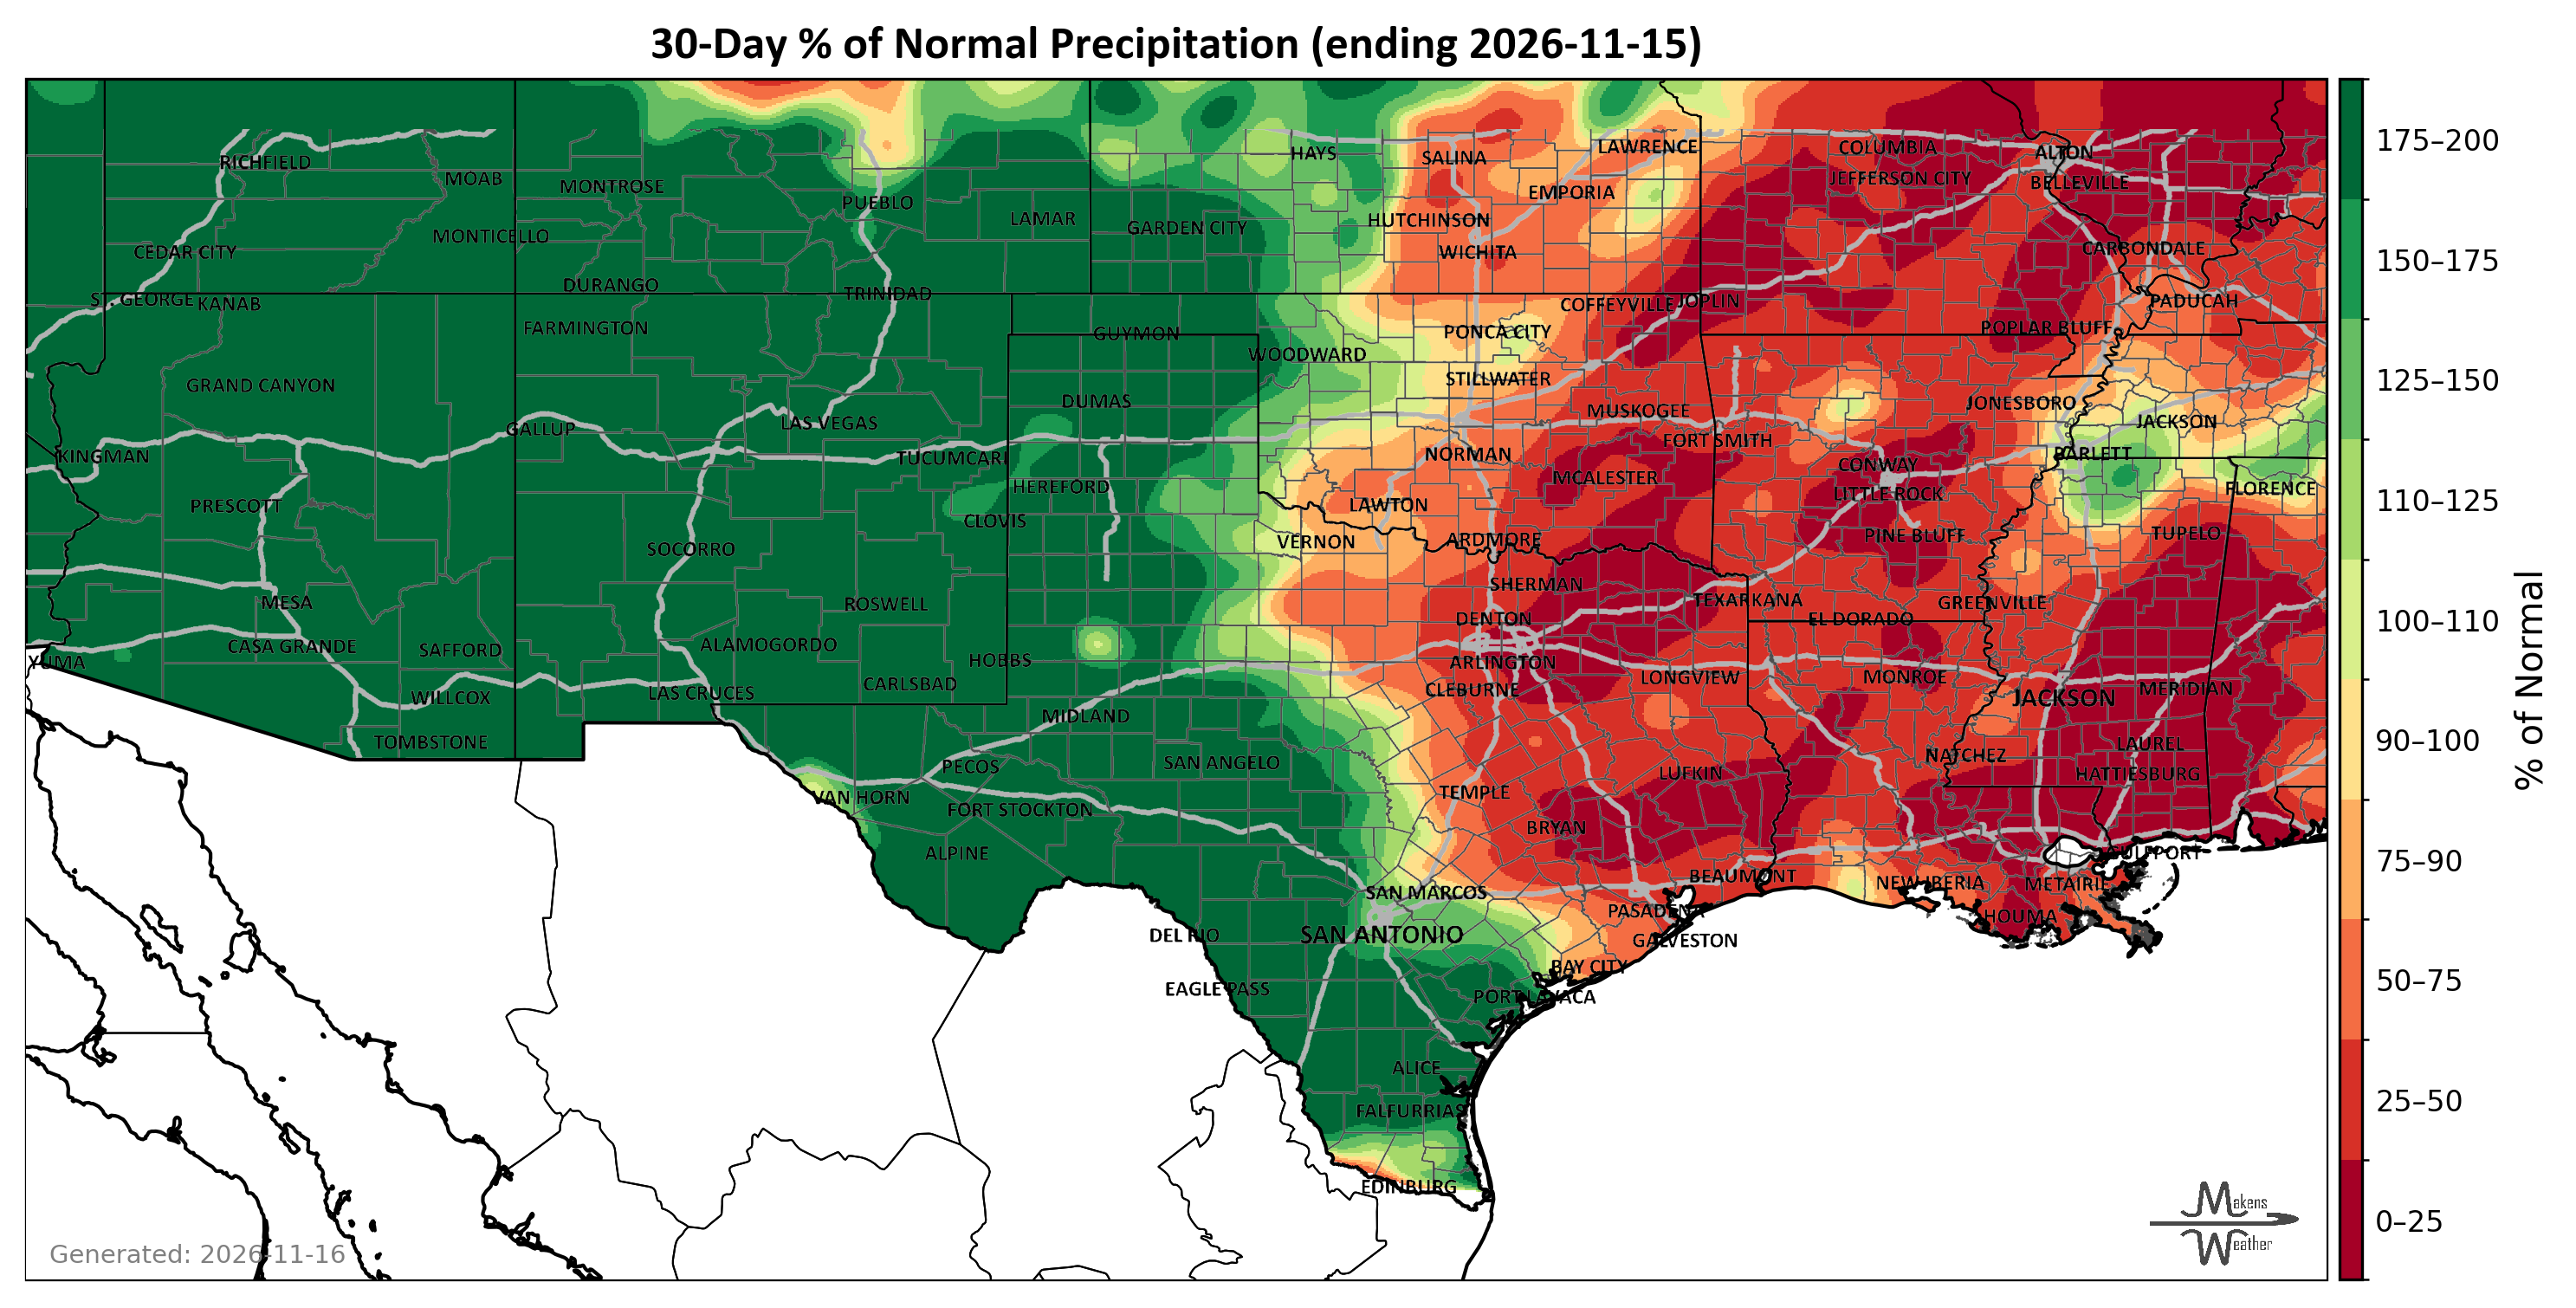 30-Day % of Normal Precipitation (ending 2026-11-15)
HAYS
SALINA
LAWRENCE
COLUMBIA
ALTON
RICHFIELD
MOAB
MONTROSE
EMPORIA
JEFFERSON CITY
BELLEVILLE
PUEBLO
LAMAR
GARDEN CITY
HUTCHINSON
MONTICELLO
CEDAR CITY
WICHITA
CARBONDALE
DURANGO
TRINIDAD
ST. GEORGE
KANAB
COFFEYVILLE
JOPLIN
PADUCAH
FARMINGTON
GUYMON
PONCA CITY
POPLAR BLUFF
WOODWARD
GRAND CANYON
STILLWATER
DUMAS
MUSKOGEE
JONESBORO
LAS VEGAS
JACKSON
GALLUP
FORT SMITH
KINGMAN
TUCUMCARI
NORMAN
BARLETT
CONWAY
PRESCOTT
HEREFORD
MCALESTER
LITTLE ROCK
FLORENCE
LAWTON
CLOVIS
SOCORRO
VERNON
ARDMORE
PINE BLUFF
TUPELO
SHERMAN
MESA
ROSWELL
TEXARKANA
GREENVILLE
DENTON
EL DORADO
CASA GRANDE
SAFFORD
ALAMOGORDO
YUMA
HOBBS
ARLINGTON
LONGVIEW
MONROE
WILLCOX
LAS CRUCES
CARLSBAD
CLEBURNE
JACKSON
MERIDIAN
MIDLAND
TOMBSTONE
PECOS
SAN ANGELO
NATCHEZ
LAUREL
LUFKIN
HATTIESBURG
VAN HORN
FORT STOCKTON
TEMPLE
BRYAN
ALPINE
GULFPORT
BEAUMONT
NEW IBERIA
METAIRIE
SAN MARCOS
PASADENA
HOUMA
DEL RIO
SAN ANTONIO
GALVESTON
BAY CITY
EAGLE PASS
PORT LAVACA
ALICE
FALFURRIAS
EDINBURG
Generated: 2026-11-16
Makens
Weather
175–200
150–175
125–150
110–125
100–110
90–100
75–90
50–75
25–50
0–25
% of Normal